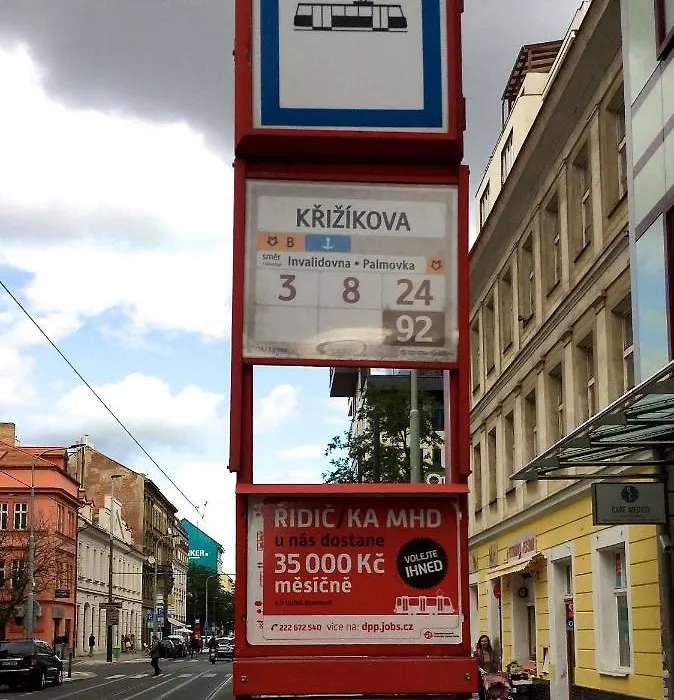 KŘIŽÍKOVA
B
směr
Invalidovna • Palmovka
3 8 24
92
ŘIDIČ/KA MHD
u nás dostane
35 000 Kč
měsíčně
VOLEJTE
IHNED
222 672 540 více na: dpp.jobs.cz
CARE MEDICO